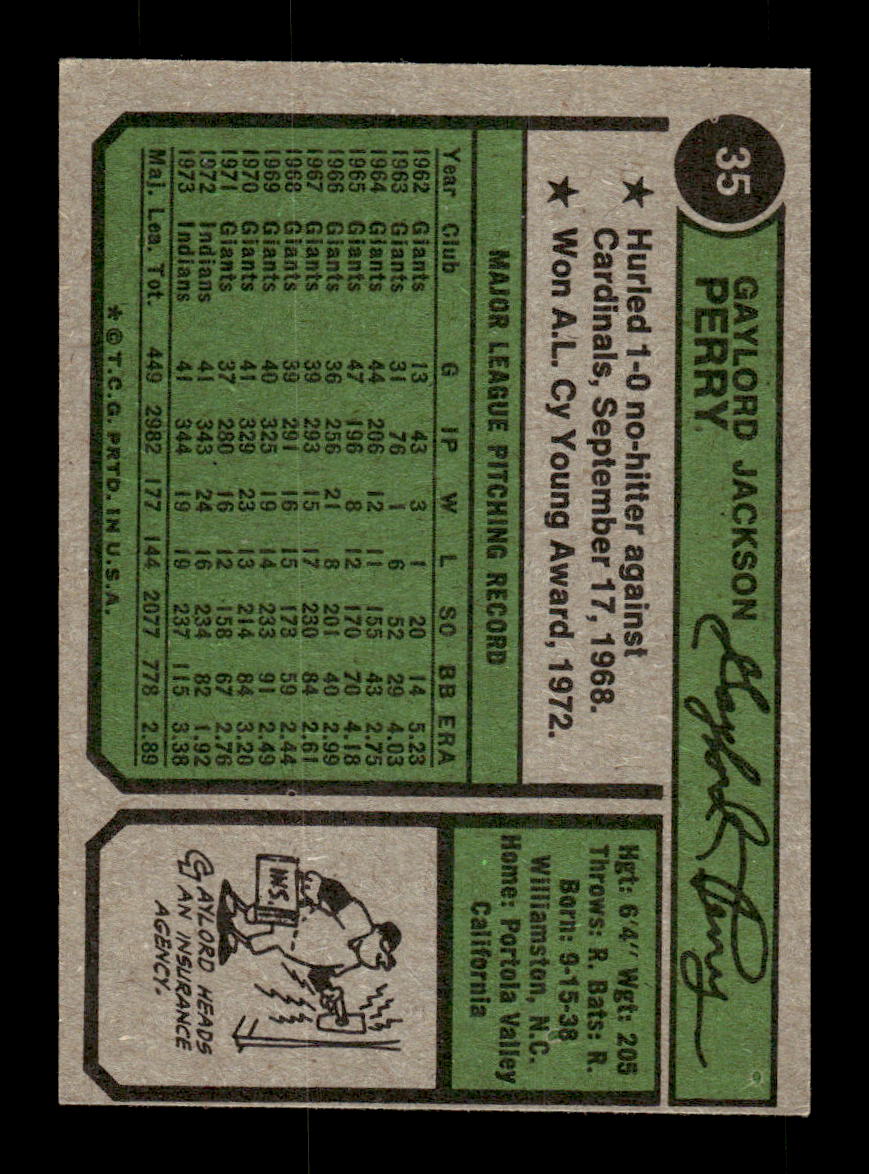 35
GAYLORD JACKSON
PERRY
Gaylord Perry
★ Hurled 1-0 no-hitter against
Cardinals, September 17, 1968.
★ Won A.L. Cy Young Award, 1972.
MAJOR LEAGUE PITCHING RECORD
Year Club G IP W L SO BB ERA
1962 Giants 13 43 3 1 20 14 5.23
1963 Giants 31 76 1 6 52 29 4.03
1964 Giants 44 206 12 11 155 43 2.75
1965 Giants 47 196 8 12 170 70 4.18
1966 Giants 36 256 21 8 201 40 2.99
1967 Giants 39 293 15 17 230 84 2.61
1968 Giants 39 291 16 15 173 59 2.44
1969 Giants 40 325 19 14 233 91 2.49
1970 Giants 41 329 23 13 214 84 3.20
1971 Giants 37 280 16 12 158 67 2.76
1972 Indians 41 343 24 16 234 82 1.92
1973 Indians 41 344 19 19 237 115 3.38
Maj. Lea. Tot. 449 2982 177 144 2077 778 2.89
* © T.C.G. PRTD. IN U.S.A.
Hgt: 6'4" Wgt: 205
Throws: R. Bats: R.
Born: 9-15-38
Williamston, N.C.
Home: Portola Valley
California
INS.
GAYLORD HEADS
AN INSURANCE
AGENCY.